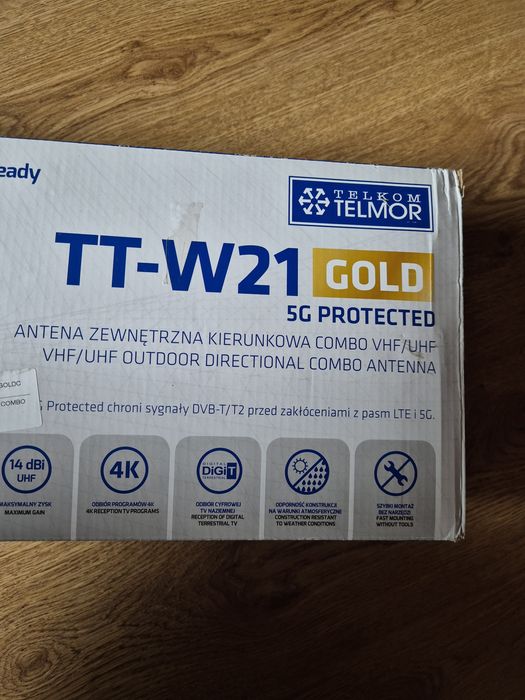 eady
TELKOM
TELMOR
TT-W21 GOLD
5G PROTECTED
ANTENA ZEWNĘTRZNA KIERUNKOWA COMBO VHF/UHF
VHF/UHF OUTDOOR DIRECTIONAL COMBO ANTENNA
GOLDC
COMBO
Protected chroni sygnały DVB-T/T2 przed zakłóceniami z pasm LTE i 5G.
14 dBi
UHF
MAKSYMALNY ZYSK
MAXIMUM GAIN
4K
ODBIÓR PROGRAMÓW 4K
4K RECEPTION TV PROGRAMS
DIGITAL
DiGiT
TERRESTRIAL
ODBIÓR CYFROWEJ
TV NAZIEMNEJ
RECEPTION OF DIGITAL
TERRESTRIAL TV
ODPORNOŚĆ KONSTRUKCJI
NA WARUNKI ATMOSFERYCZNE
CONSTRUCTION RESISTANT
TO WEATHER CONDITIONS
SZYBKI MONTAŻ
BEZ NARZĘDZI
FAST MOUNTING
WITHOUT TOOLS